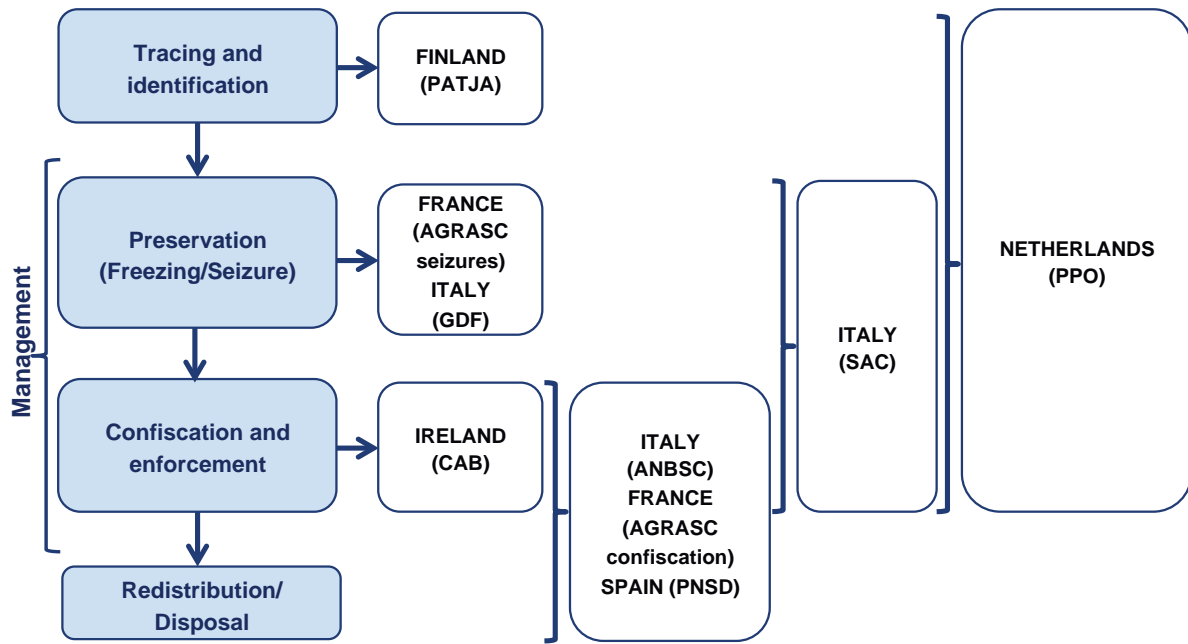 Tracing and
identification
FINLAND
(PATJA)
Management
Preservation
(Freezing/Seizure)
FRANCE
(AGRASC
seizures)
ITALY
(GDF)
Confiscation and
enforcement
IRELAND
(CAB)
Redistribution/
Disposal
ITALY
(ANBSC)
FRANCE
(AGRASC
confiscation)
SPAIN (PNSD)
ITALY
(SAC)
NETHERLANDS
(PPO)